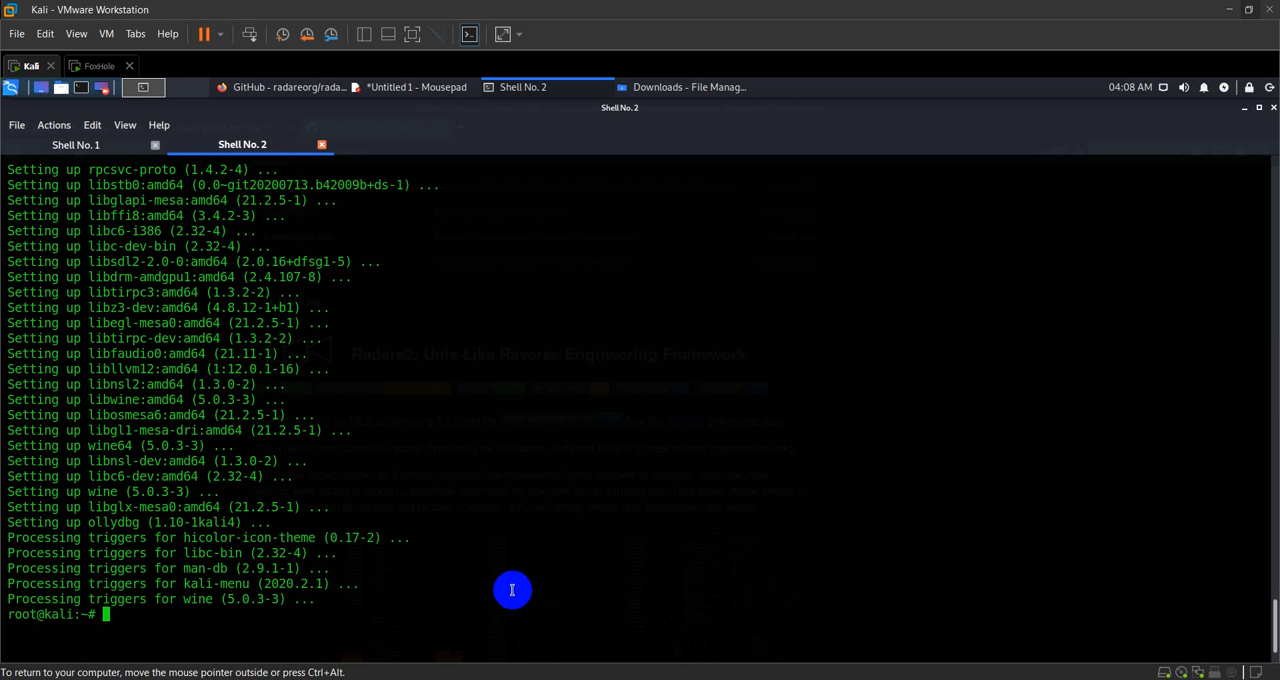 Kali - VMware Workstation
File Edit View VM Tabs Help
Kali FoxHole
GitHub - radareorg/rada... *Untitled 1 - Mousepad Shell No. 2 Downloads - File Manag... 04:08 AM
Shell No. 2
File Actions Edit View Help
Shell No. 1 Shell No. 2
Setting up rpcsvc-proto (1.4.2-4) ...
Setting up libstb0:amd64 (0.0~git20200713.b42009b+ds-1) ...
Setting up libglapi-mesa:amd64 (21.2.5-1) ...
Setting up libffi8:amd64 (3.4.2-3) ...
Setting up libc6-i386 (2.32-4) ...
Setting up libc-dev-bin (2.32-4) ...
Setting up libsdl2-2.0-0:amd64 (2.0.16+dfsg1-5) ...
Setting up libdrm-amdgpu1:amd64 (2.4.107-8) ...
Setting up libtirpc3:amd64 (1.3.2-2) ...
Setting up libz3-dev:amd64 (4.8.12-1+b1) ...
Setting up libegl-mesa0:amd64 (21.2.5-1) ...
Setting up libtirpc-dev:amd64 (1.3.2-2) ...
Setting up libfaudio0:amd64 (21.11-1) ...
Radare2: Unix-Like Reverse Engineering Framework
Setting up libllvm12:amd64 (1:12.0.1-16) ...
Setting up libnsl2:amd64 (1.3.0-2) ...
Setting up libwine:amd64 (5.0.3-3) ...
Setting up libosmesa6:amd64 (21.2.5-1) ...
Setting up libgl1-mesa-dri:amd64 (21.2.5-1) ...
Setting up wine64 (5.0.3-3) ...
Setting up libnsl-dev:amd64 (1.3.0-2) ...
Setting up libc6-dev:amd64 (2.32-4) ...
Setting up wine (5.0.3-3) ...
Setting up libglx-mesa0:amd64 (21.2.5-1) ...
Setting up ollydbg (1.10-1kali4) ...
Processing triggers for hicolor-icon-theme (0.17-2) ...
Processing triggers for libc-bin (2.32-4) ...
Processing triggers for man-db (2.9.1-1) ...
Processing triggers for kali-menu (2020.2.1) ...
Processing triggers for wine (5.0.3-3) ...
root@kali:~#
To return to your computer, move the mouse pointer outside or press Ctrl+Alt.